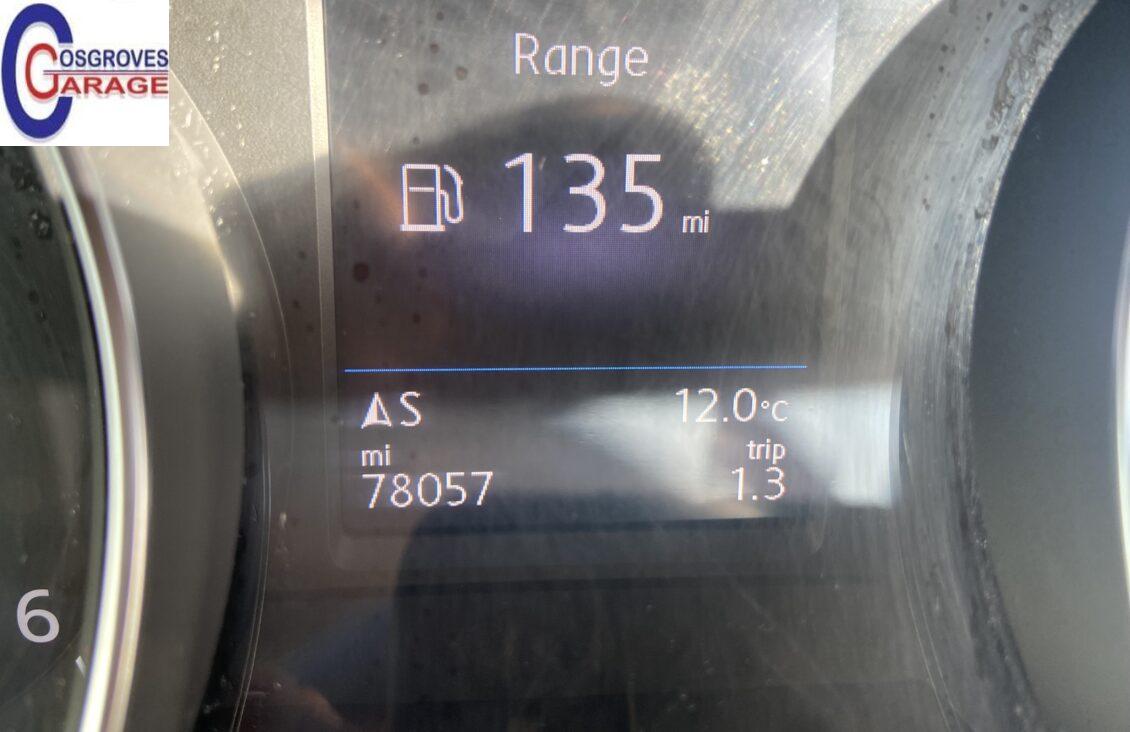 COSGROVES
GARAGE
Range
135 mi
S 12.0°C
mi trip
78057 1.3
6